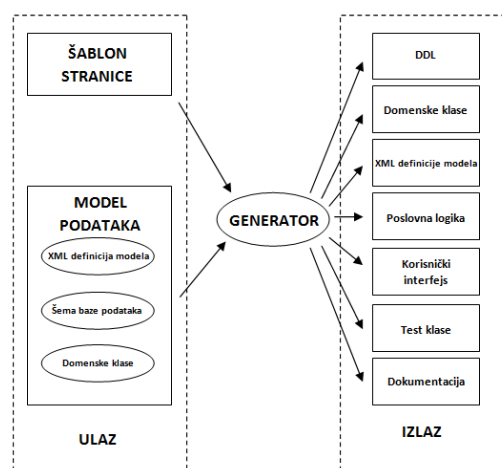 ŠABLON
STRANICE
MODEL
PODATAKA
XML definicija modela
Šema baze podataka
Domenske klase
ULAZ
GENERATOR
DDL
Domenske klase
XML definicije modela
Poslovna logika
Korisnički
interfejs
Test klase
Dokumentacija
IZLAZ